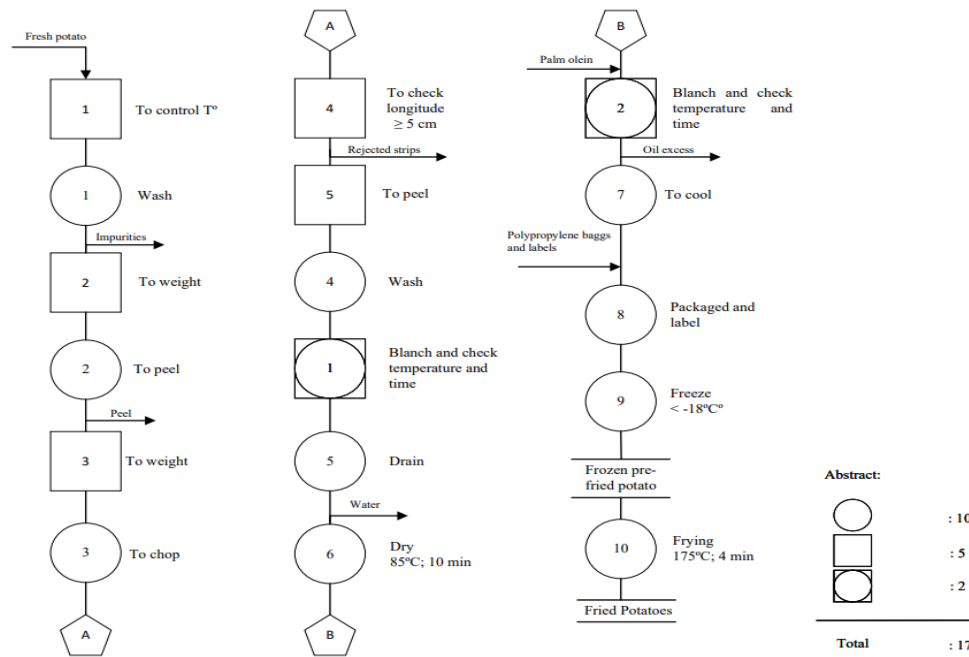 Fresh potato
1
To control Tº
1
Wash
Impurities
2
To weight
2
To peel
Peel
3
To weight
3
To chop
A
A
4
To check
longitude
≥ 5 cm
Rejected strips
5
To peel
4
Wash
1
Blanch and check
temperature and
time
5
Drain
Water
6
Dry
85ºC; 10 min
B
B
Palm olein
2
Blanch and check
temperature and
time
Oil excess
7
To cool
Polypropylene baggs
and labels
8
Packaged and
label
9
Freeze
< -18ºCº
Frozen pre-
fried potato
10
Frying
175ºC; 4 min
Fried Potatoes
Abstract:
: 10
: 5
: 2
Total : 17